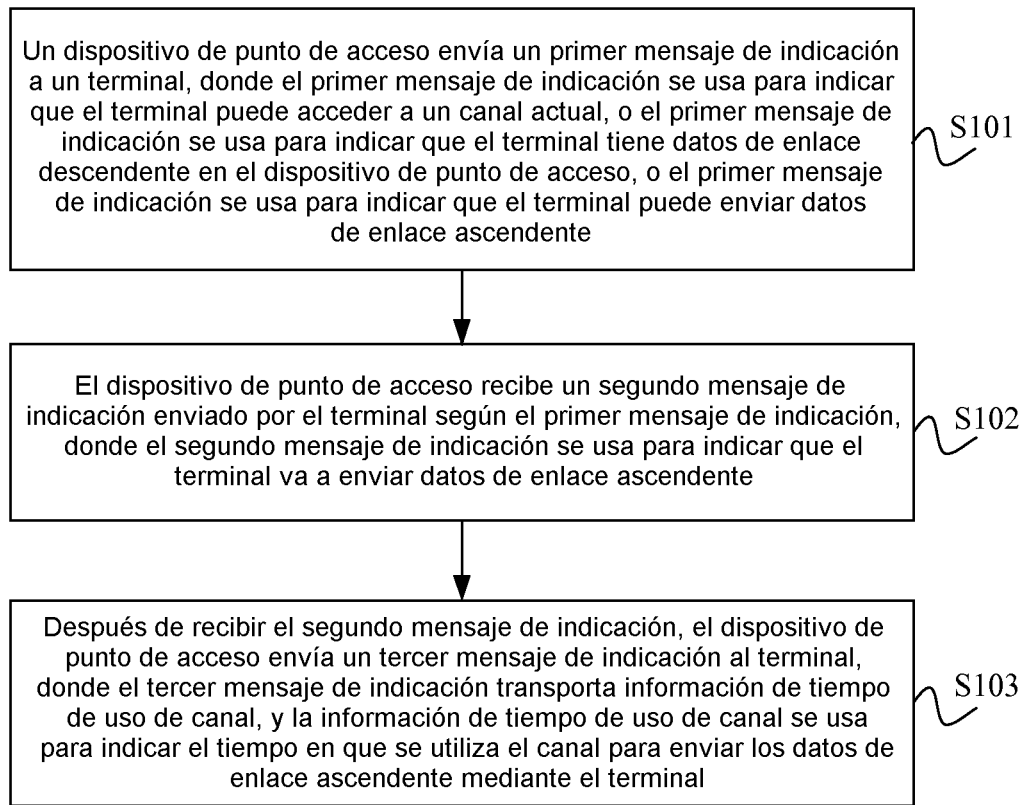 Un dispositivo de punto de acceso envía un primer mensaje de indicación
a un terminal, donde el primer mensaje de indicación se usa para indicar
que el terminal puede acceder a un canal actual, o el primer mensaje de
indicación se usa para indicar que el terminal tiene datos de enlace
descendente en el dispositivo de punto de acceso, o el primer mensaje
de indicación se usa para indicar que el terminal puede enviar datos
de enlace ascendente
S101
El dispositivo de punto de acceso recibe un segundo mensaje de
indicación enviado por el terminal según el primer mensaje de indicación,
donde el segundo mensaje de indicación se usa para indicar que el
terminal va a enviar datos de enlace ascendente
S102
Después de recibir el segundo mensaje de indicación, el dispositivo de
punto de acceso envía un tercer mensaje de indicación al terminal,
donde el tercer mensaje de indicación transporta información de tiempo
de uso de canal, y la información de tiempo de uso de canal se usa
para indicar el tiempo en que se utiliza el canal para enviar los datos de
enlace ascendente mediante el terminal
S103